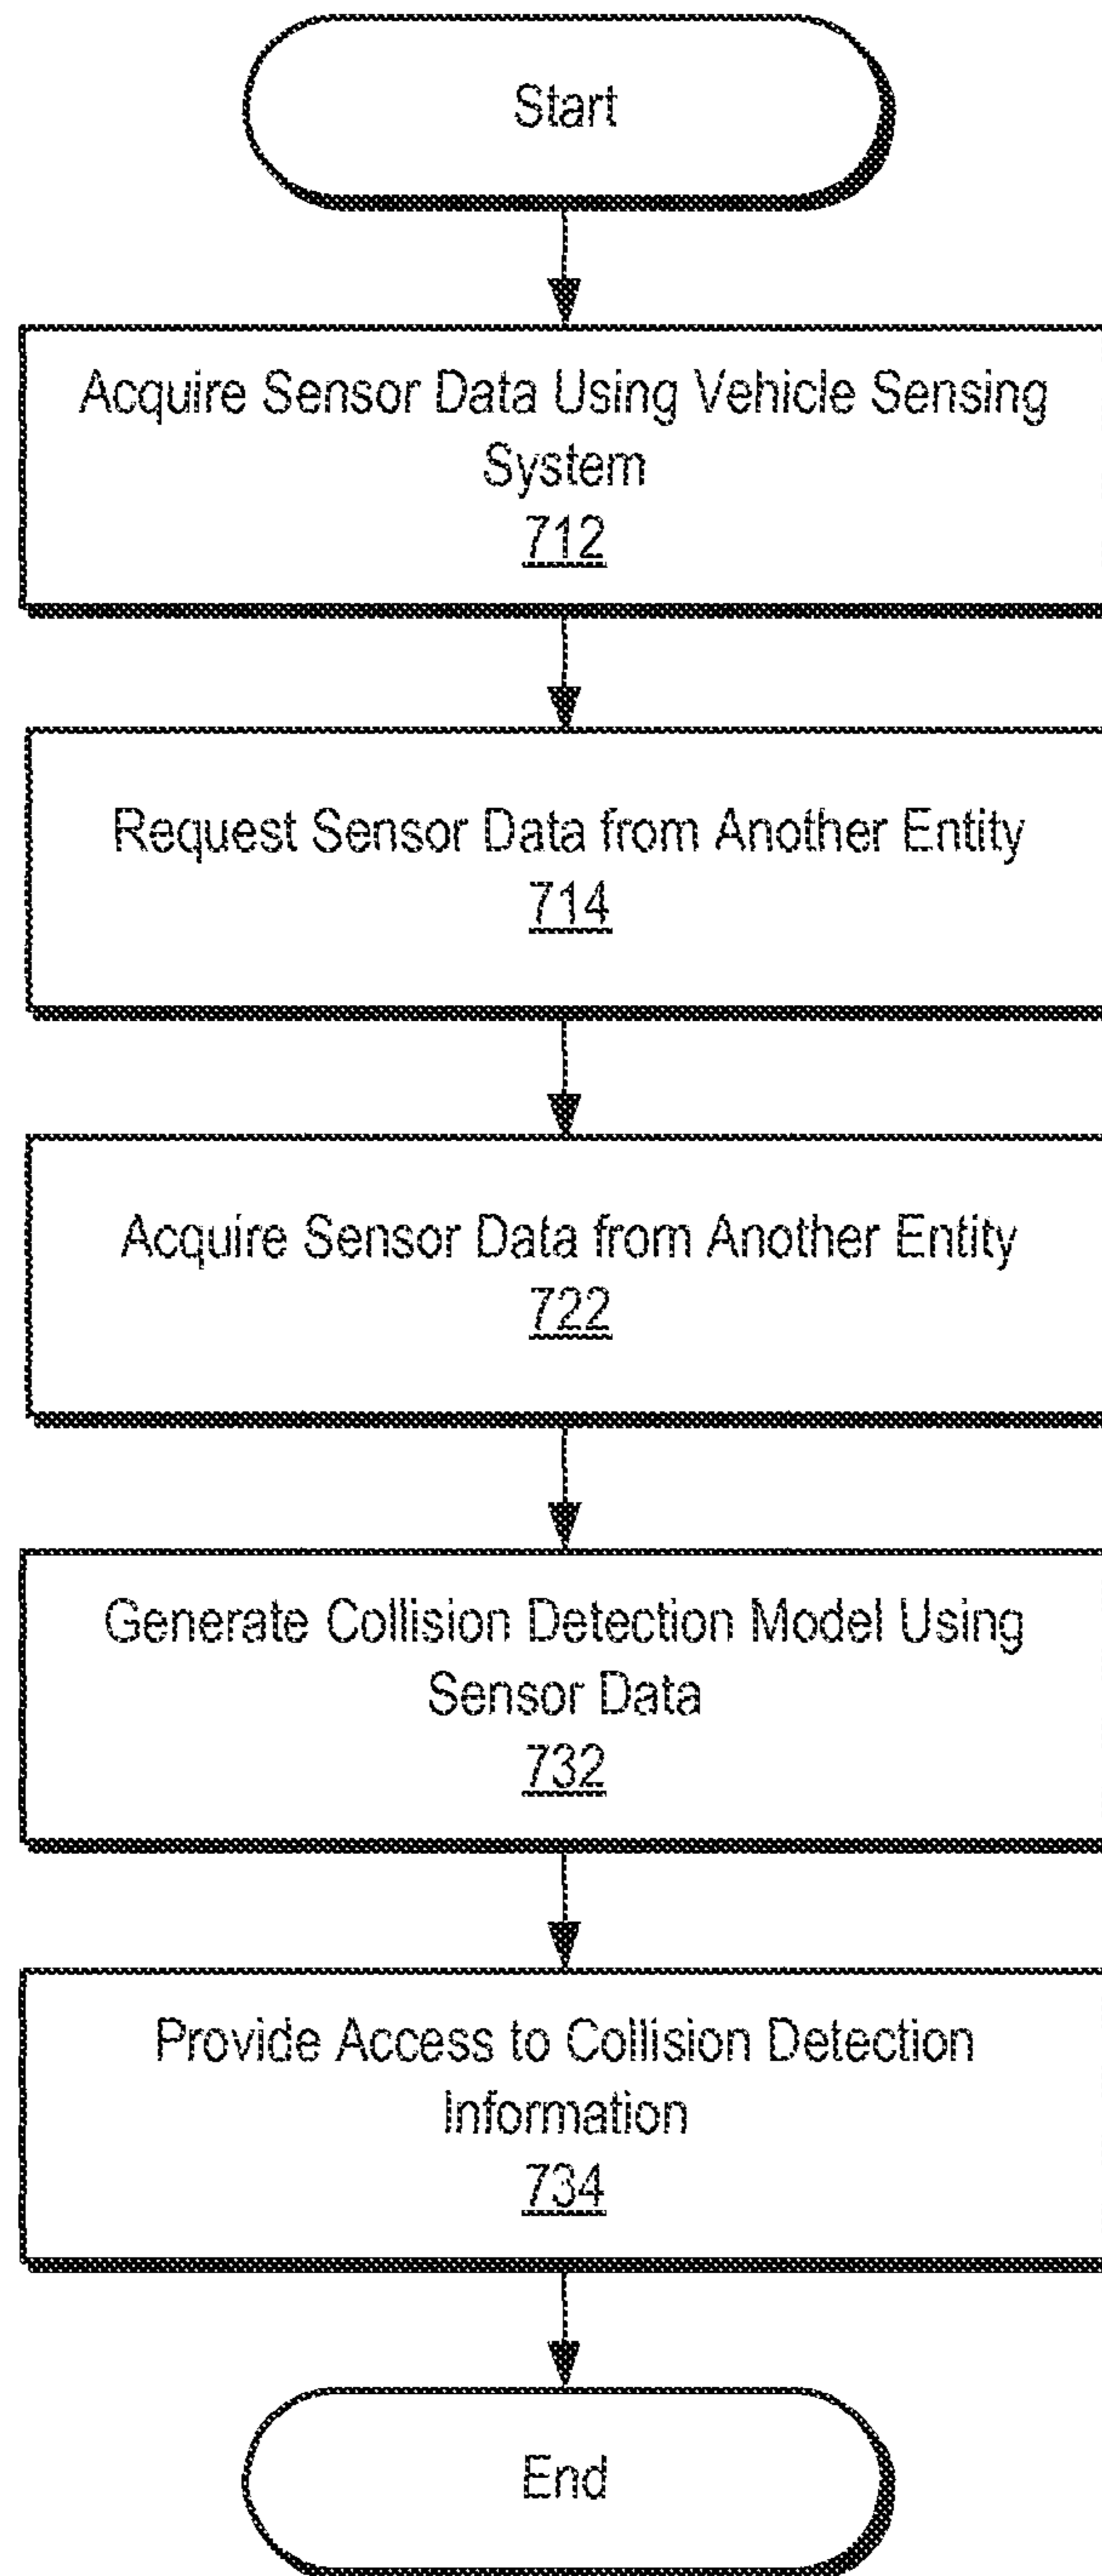 Start
Acquire Sensor Data Using Vehicle Sensing
System
712
Request Sensor Data from Another Entity
714
Acquire Sensor Data from Another Entity
722
Generate Collision Detection Model Using
Sensor Data
732
Provide Access to Collision Detection
Information
734
End